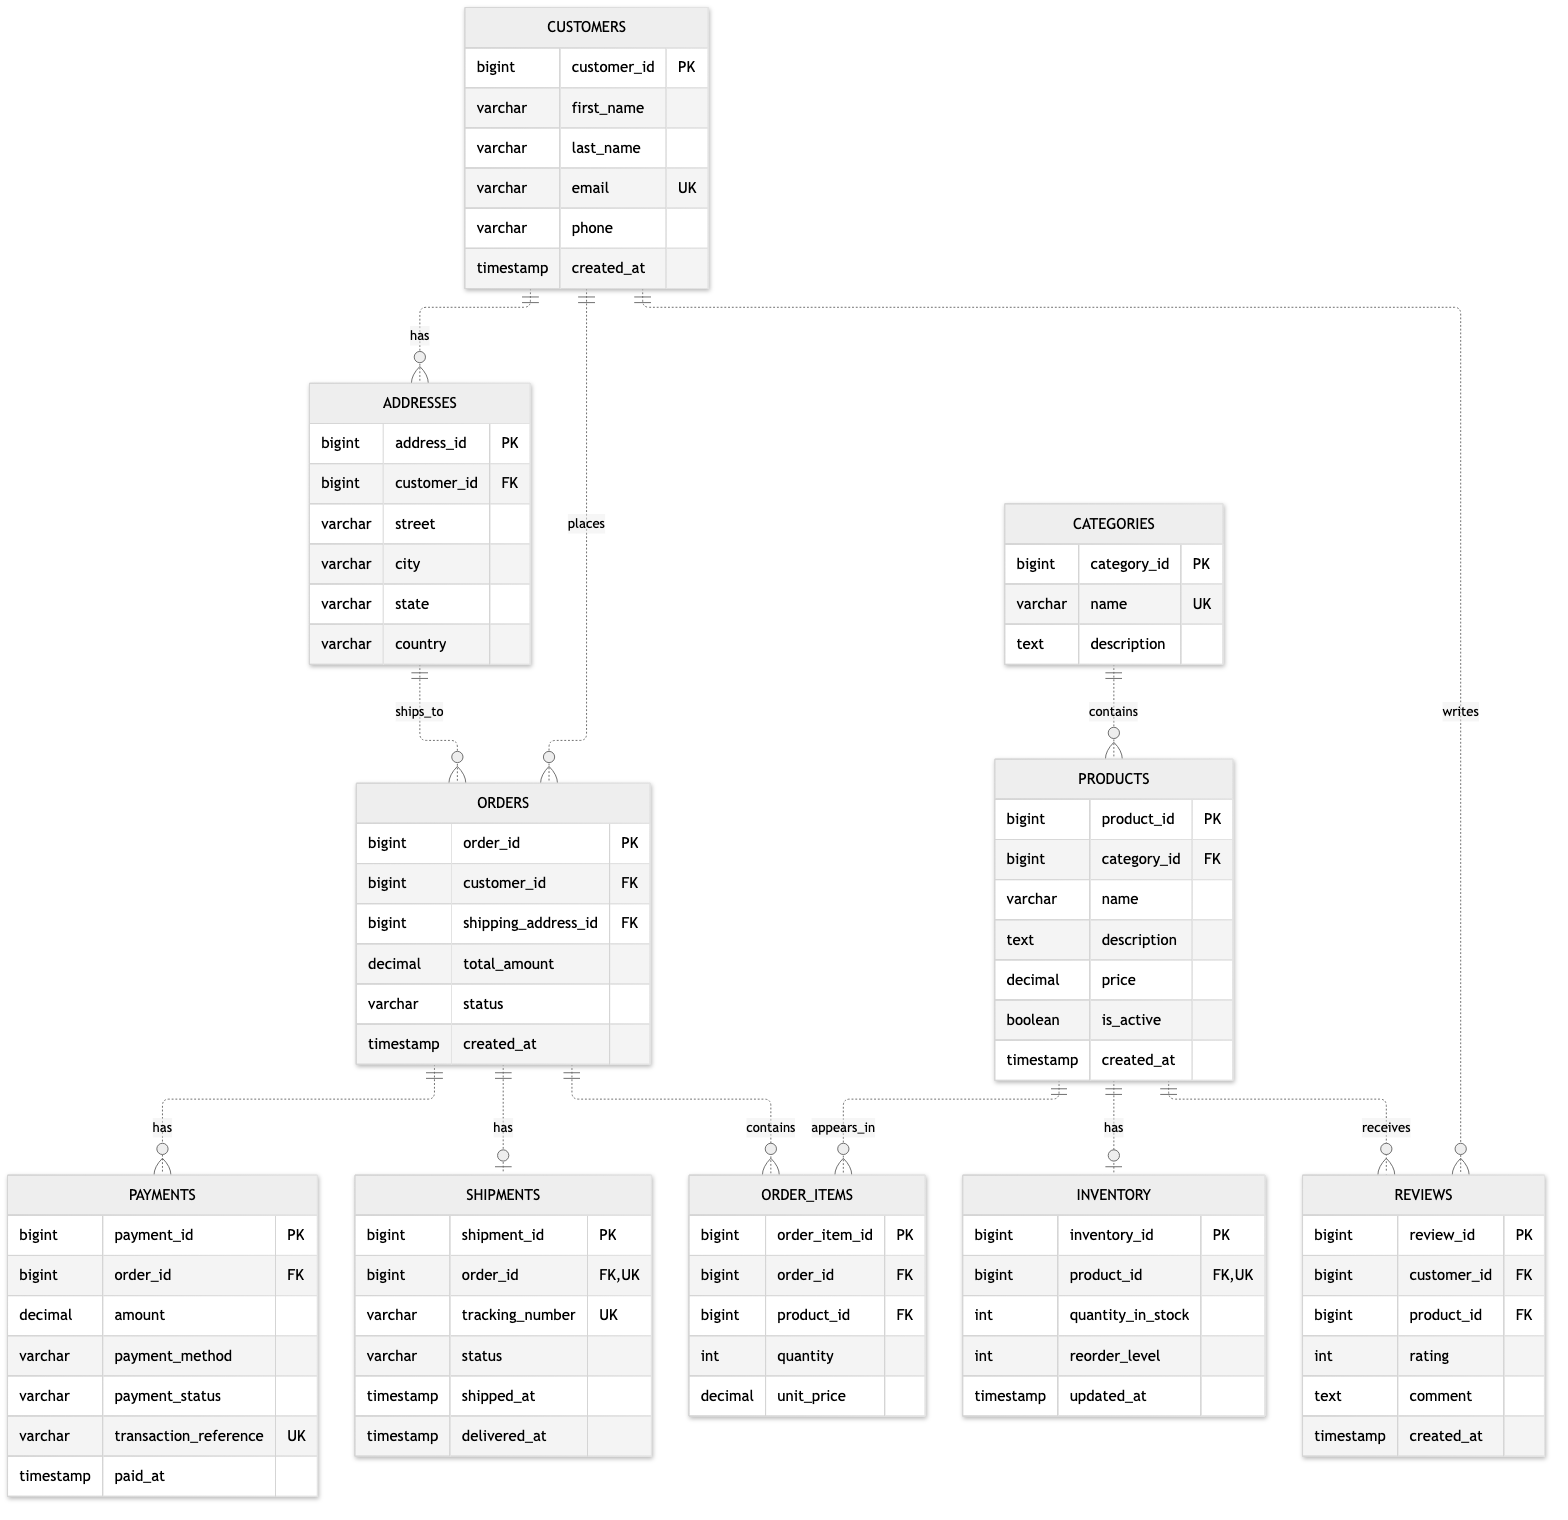 CUSTOMERS
bigint customer_id PK
varchar first_name
varchar last_name
varchar email UK
varchar phone
timestamp created_at
has
places
writes
ADDRESSES
bigint address_id PK
bigint customer_id FK
varchar street
varchar city
varchar state
varchar country
ships_to
CATEGORIES
bigint category_id PK
varchar name UK
text description
contains
ORDERS
bigint order_id PK
bigint customer_id FK
bigint shipping_address_id FK
decimal total_amount
varchar status
timestamp created_at
has
has
contains
PRODUCTS
bigint product_id PK
bigint category_id FK
varchar name
text description
decimal price
boolean is_active
timestamp created_at
appears_in
has
receives
PAYMENTS
bigint payment_id PK
bigint order_id FK
decimal amount
varchar payment_method
varchar payment_status
varchar transaction_reference UK
timestamp paid_at
SHIPMENTS
bigint shipment_id PK
bigint order_id FK,UK
varchar tracking_number UK
varchar status
timestamp shipped_at
timestamp delivered_at
ORDER_ITEMS
bigint order_item_id PK
bigint order_id FK
bigint product_id FK
int quantity
decimal unit_price
INVENTORY
bigint inventory_id PK
bigint product_id FK,UK
int quantity_in_stock
int reorder_level
timestamp updated_at
REVIEWS
bigint review_id PK
bigint customer_id FK
bigint product_id FK
int rating
text comment
timestamp created_at